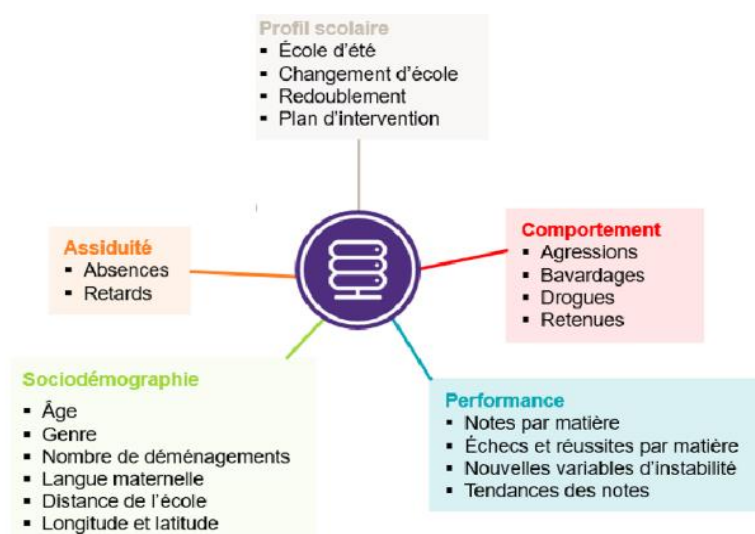 Profil scolaire
▪ École d'été
▪ Changement d'école
▪ Redoublement
▪ Plan d'intervention
Assiduité
▪ Absences
▪ Retards
Comportement
▪ Agressions
▪ Bavardages
▪ Drogues
▪ Retenues
Sociodémographie
▪ Âge
▪ Genre
▪ Nombre de déménagements
▪ Langue maternelle
▪ Distance de l'école
▪ Longitude et latitude
Performance
▪ Notes par matière
▪ Échecs et réussites par matière
▪ Nouvelles variables d'instabilité
▪ Tendances des notes